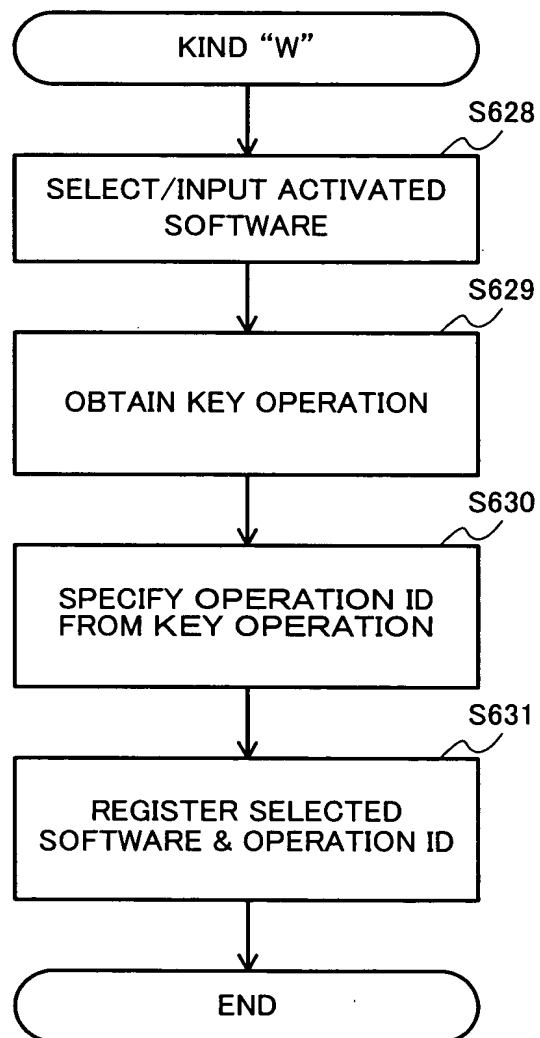 KIND “W”
S628
SELECT/INPUT ACTIVATED
SOFTWARE
S629
OBTAIN KEY OPERATION
S630
SPECIFY OPERATION ID
FROM KEY OPERATION
S631
REGISTER SELECTED
SOFTWARE & OPERATION ID
END